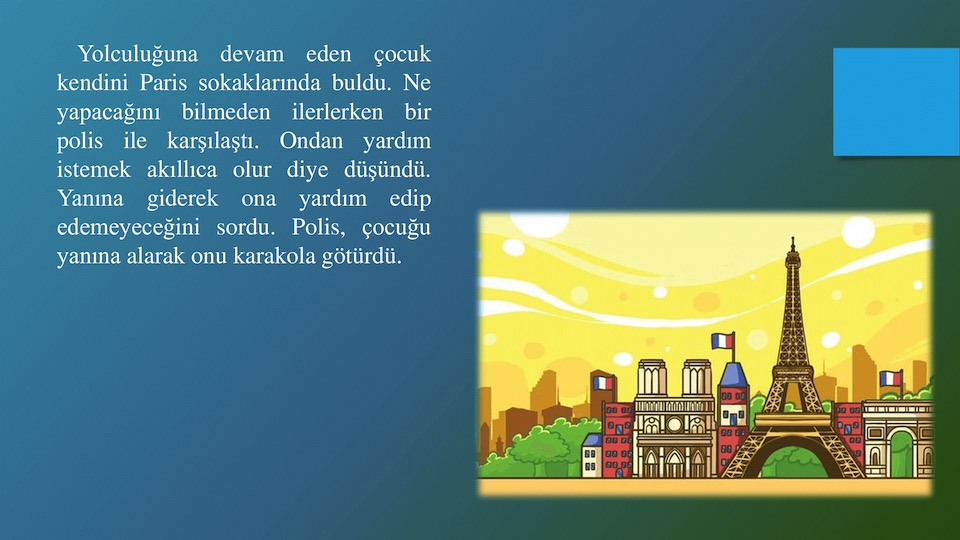 Yolculuğuna devam eden çocuk
kendini Paris sokaklarında buldu. Ne
yapacağını bilmeden ilerlerken bir
polis ile karşılaştı. Ondan yardım
istemek akıllıca olur diye düşündü.
Yanına giderek ona yardım edip
edemeyeceğini sordu. Polis, çocuğu
yanına alarak onu karakola götürdü.